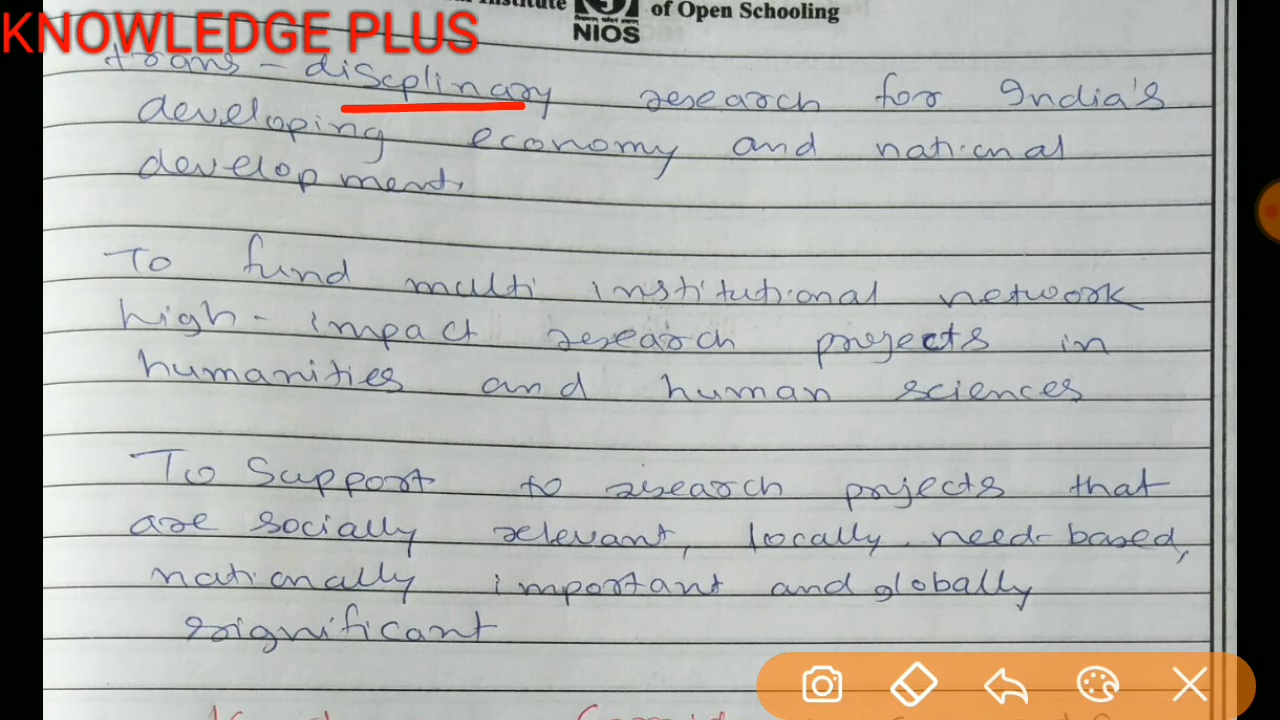 Institute of Open Schooling
NIOS
KNOWLEDGE PLUS
trans - discplinary research for India's
developing economy and national
development.
To fund multi institutional network
high - impact research projects in
humanities and human sciences
To support to research projects that
are socially relevant, locally need-based,
nationally important and globally
significant